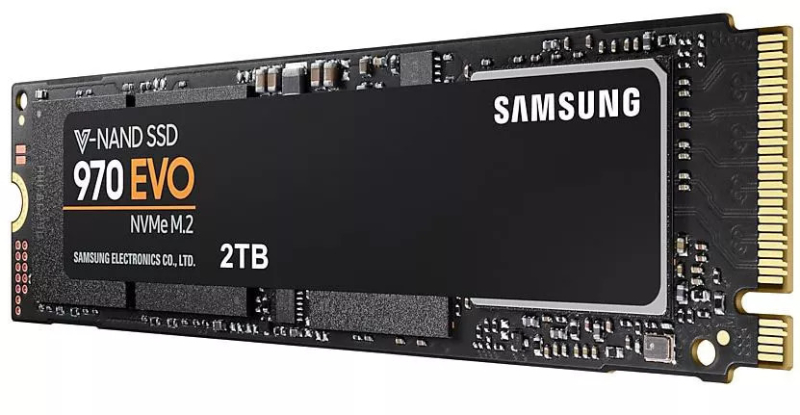 SAMSUNG
V-NAND SSD
970 EVO
NVMe M.2
SAMSUNG ELECTRONICS CO., LTD.
2TB